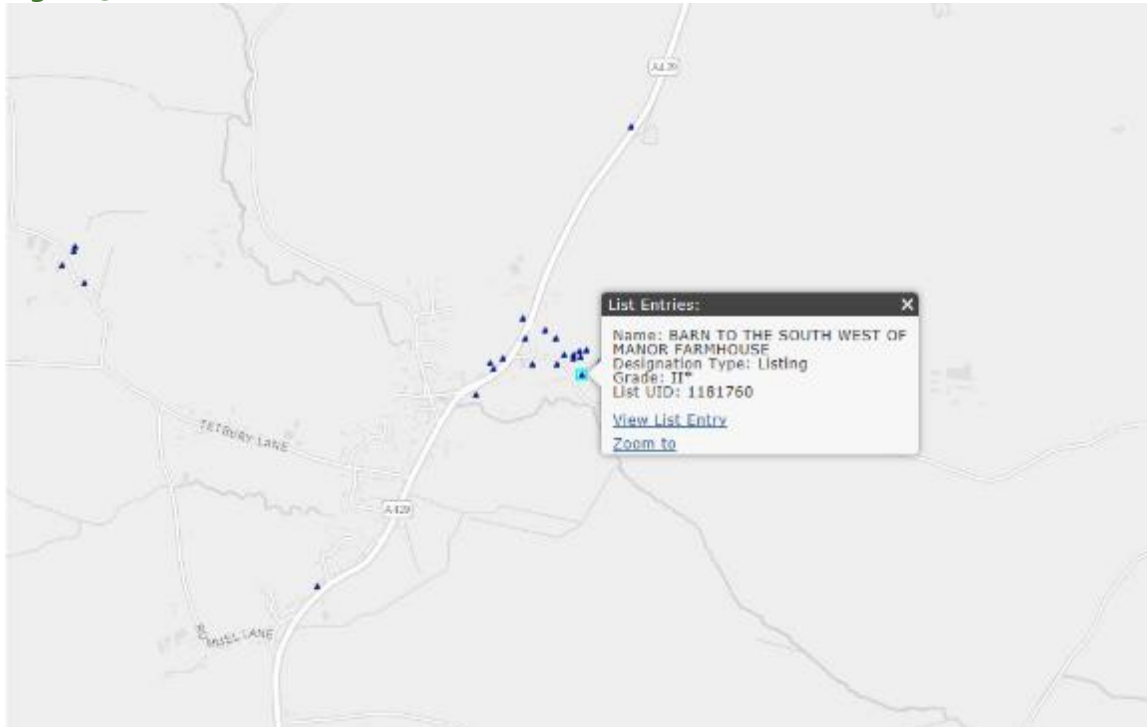 A429
List Entries:
Name: BARN TO THE SOUTH WEST OF
MANOR FARMHOUSE
Designation Type: Listing
Grade: II*
List UID: 1181760
View List Entry
Zoom to
TETBURY LANE
A429
LANE